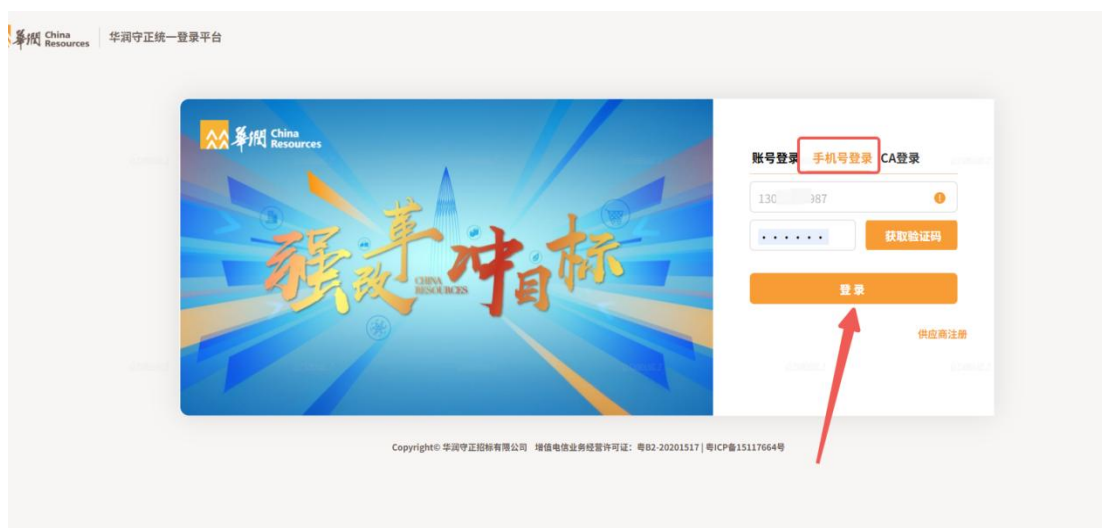 華潤 China Resources 华润守正统一登录平台
華潤 China Resources
强改革冲目标
CHINA RESOURCES
账号登录 手机号登录 CA登录
130 987
获取验证码
登录
供应商注册
Copyright© 华润守正招标有限公司 增值电信业务经营许可证：粤B2-20201517 | 粤ICP备15117664号